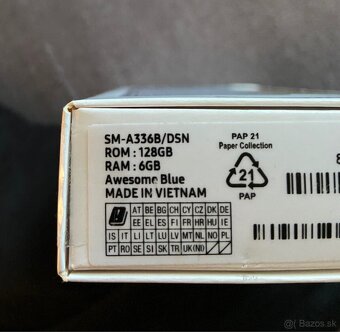 SM-A336B/DSN
ROM : 128GB
RAM : 6GB
Awesome Blue
MADE IN VIETNAM
PAP 21
Paper Collection
21
PAP
AT BE BG CH CY CZ DK DE
EE EL ES FI FR HR HU IE
IS IT LI LT LU LV MT NL NO PL
PT RO SE SI SK TR UK(NI)
8
© Bazos.sk